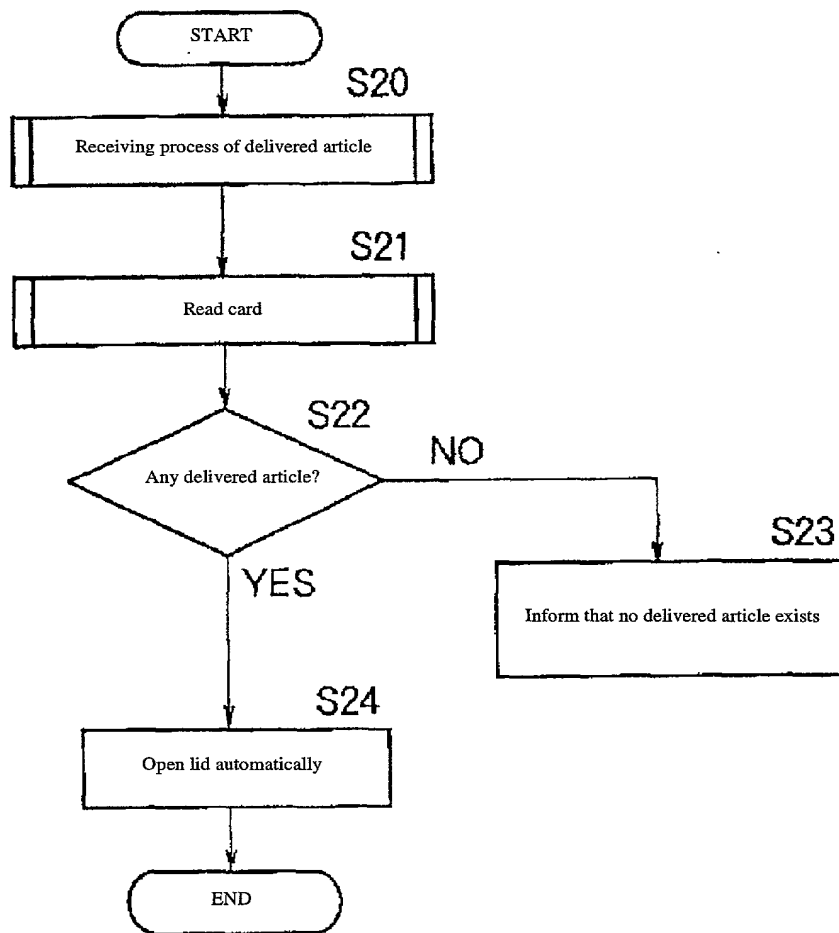 START
S20
Receiving process of delivered article
S21
Read card
S22
Any delivered article?
NO
YES
S23
Inform that no delivered article exists
S24
Open lid automatically
END